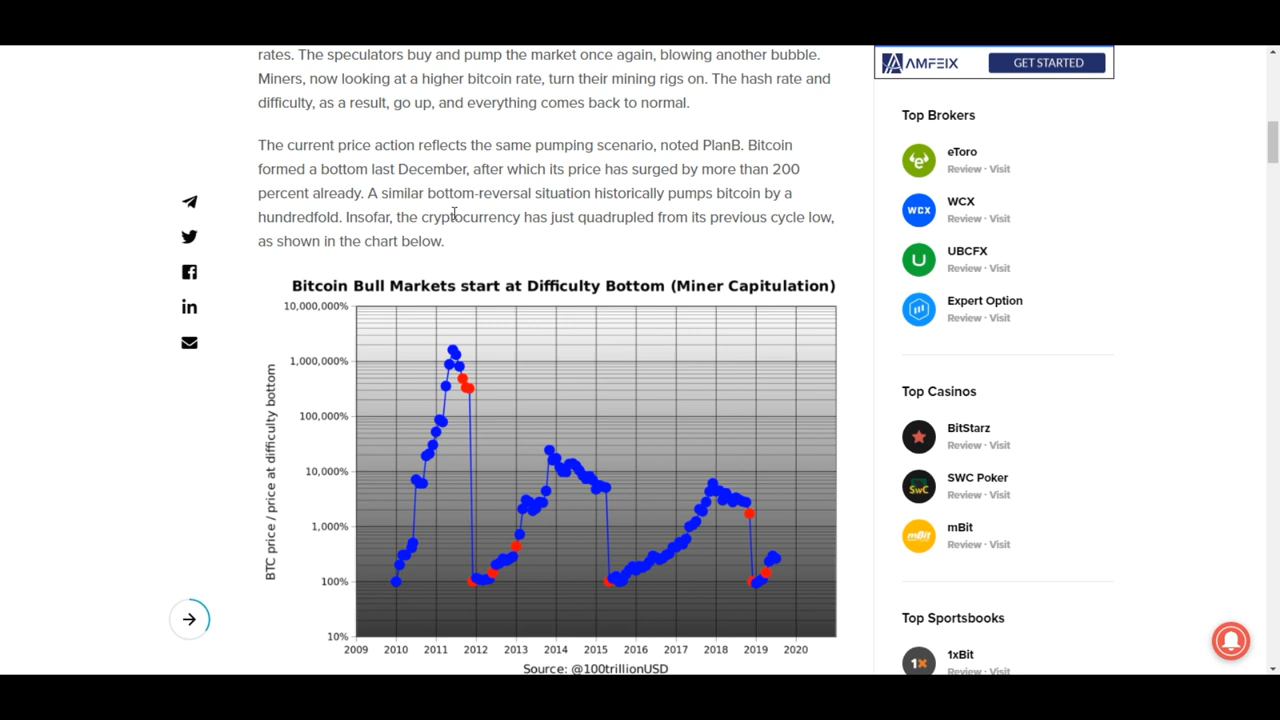 rates. The speculators buy and pump the market once again, blowing another bubble.
Miners, now looking at a higher bitcoin rate, turn their mining rigs on. The hash rate and
difficulty, as a result, go up, and everything comes back to normal.
The current price action reflects the same pumping scenario, noted PlanB. Bitcoin
formed a bottom last December, after which its price has surged by more than 200
percent already. A similar bottom-reversal situation historically pumps bitcoin by a
hundredfold. Insofar, the cryptocurrency has just quadrupled from its previous cycle low,
as shown in the chart below.
Bitcoin Bull Markets start at Difficulty Bottom (Miner Capitulation)
BTC price / price at difficulty bottom
10,000,000%
1,000,000%
100,000%
10,000%
1,000%
100%
10%
2009 2010 2011 2012 2013 2014 2015 2016 2017 2018 2019 2020
Source: @100trillionUSD
AMFEIX GET STARTED
Top Brokers
eToro
Review · Visit
WCX
WCX
Review · Visit
UBCFX
Review · Visit
Expert Option
Review · Visit
Top Casinos
BitStarz
Review · Visit
SwC
SWC Poker
Review · Visit
mBit
mBit
Review · Visit
Top Sportsbooks
1X
1xBit
Review · Visit